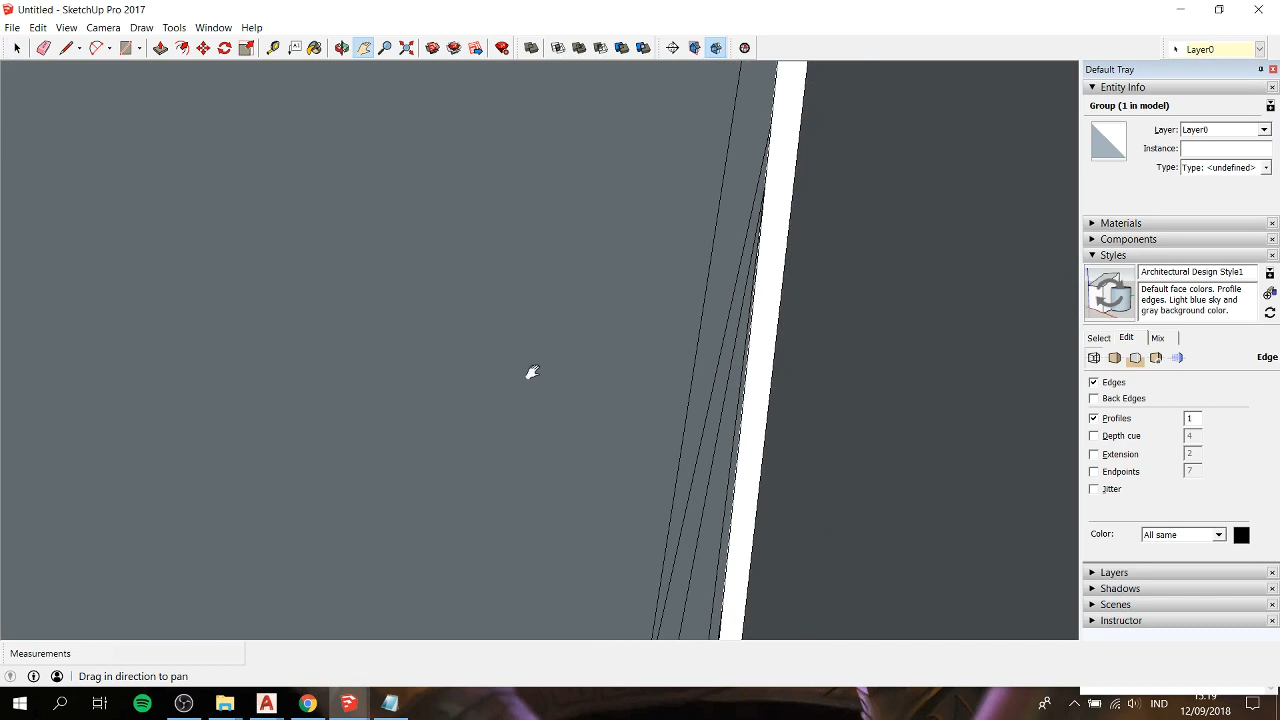 Untitled - SketchUp Pro 2017
File Edit View Camera Draw Tools Window Help
Layer0
Default Tray
Entity Info
Group (1 in model)
Layer: Layer0
Instance:
Type: Type: <undefined>
Materials
Components
Styles
Architectural Design Style1
Default face colors. Profile
edges. Light blue sky and
gray background color.
Select Edit Mix
Edge
Edges
Back Edges
Profiles 1
Depth cue 4
Extension 2
Endpoints 7
Jitter
Color: All same
Layers
Shadows
Scenes
Instructor
Measurements
Drag in direction to pan
IND
15:19
12/09/2018